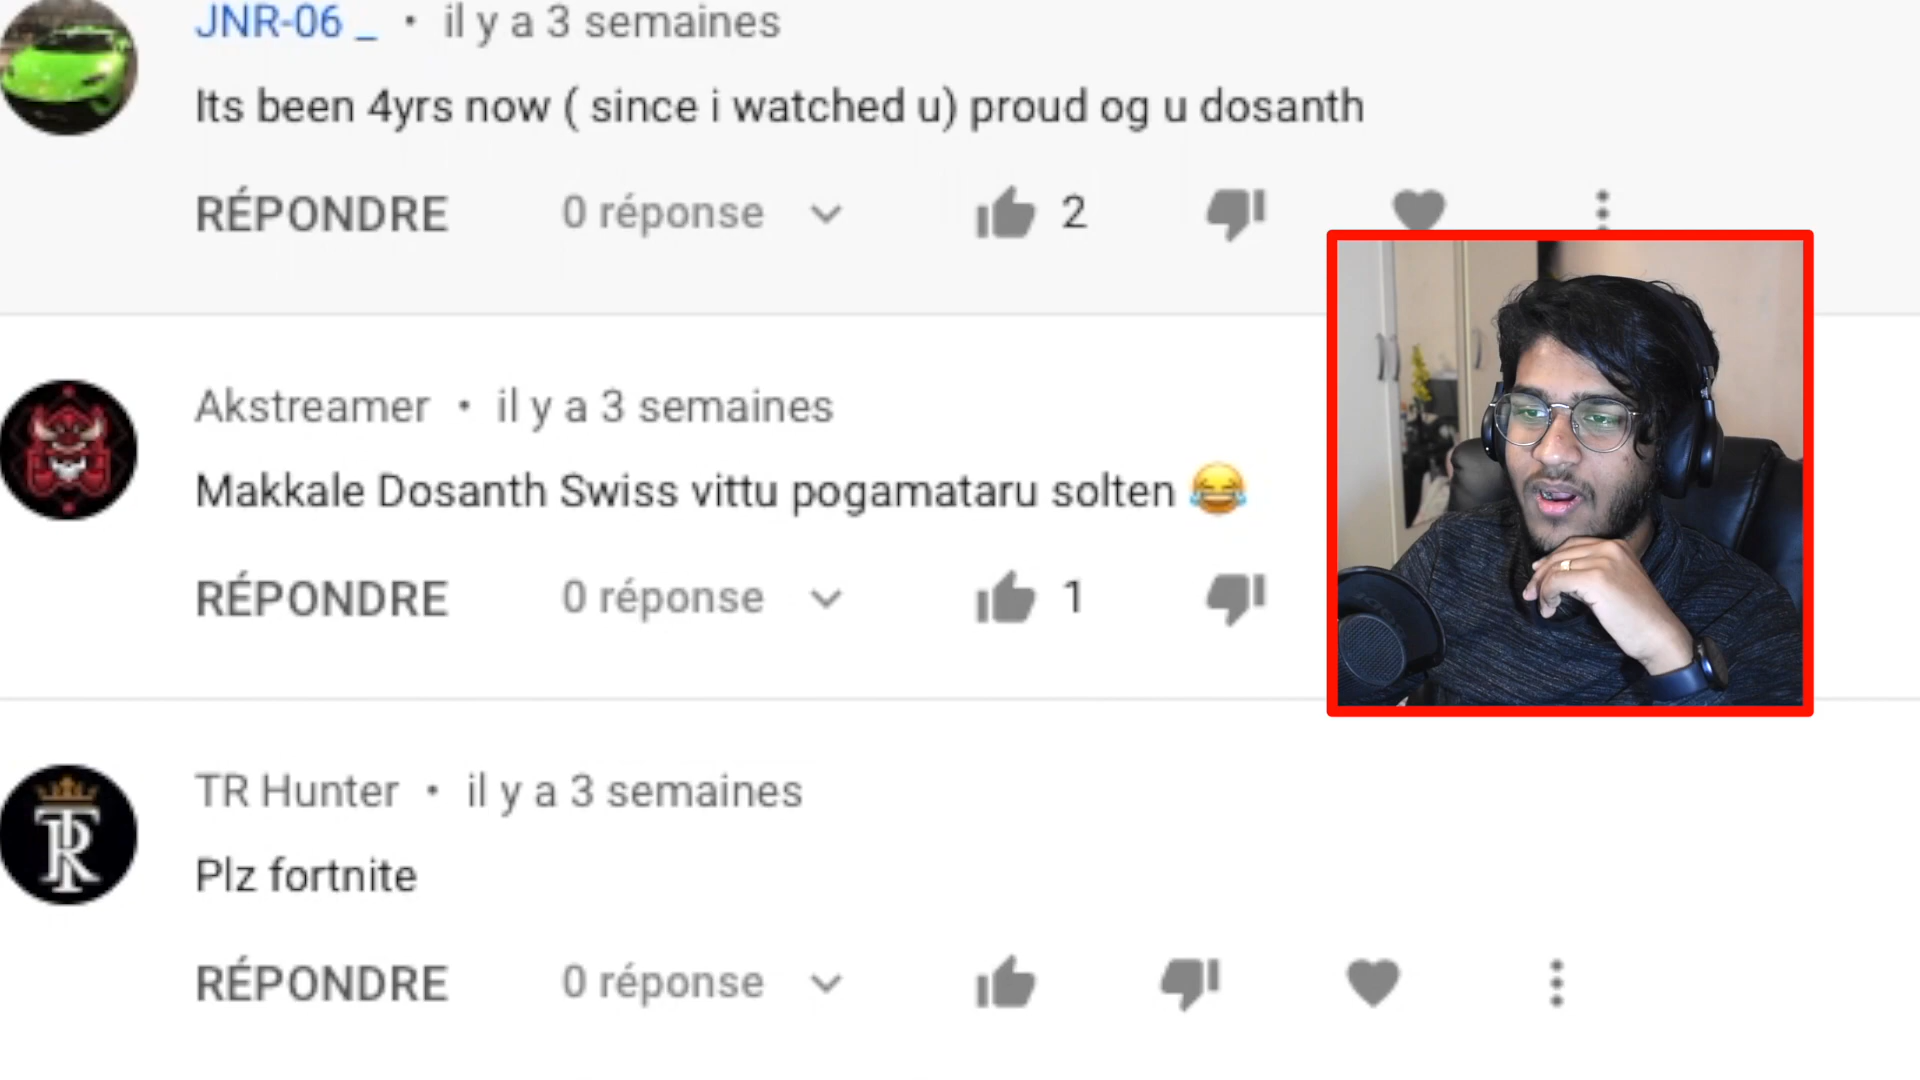 JNR-06 _ • il y a 3 semaines
Its been 4yrs now ( since i watched u) proud og u dosanth
RÉPONDRE 0 réponse 2
Akstreamer • il y a 3 semaines
Makkale Dosanth Swiss vittu pogamataru solten 😂
RÉPONDRE 0 réponse 1
TR Hunter • il y a 3 semaines
TR
Plz fortnite
RÉPONDRE 0 réponse